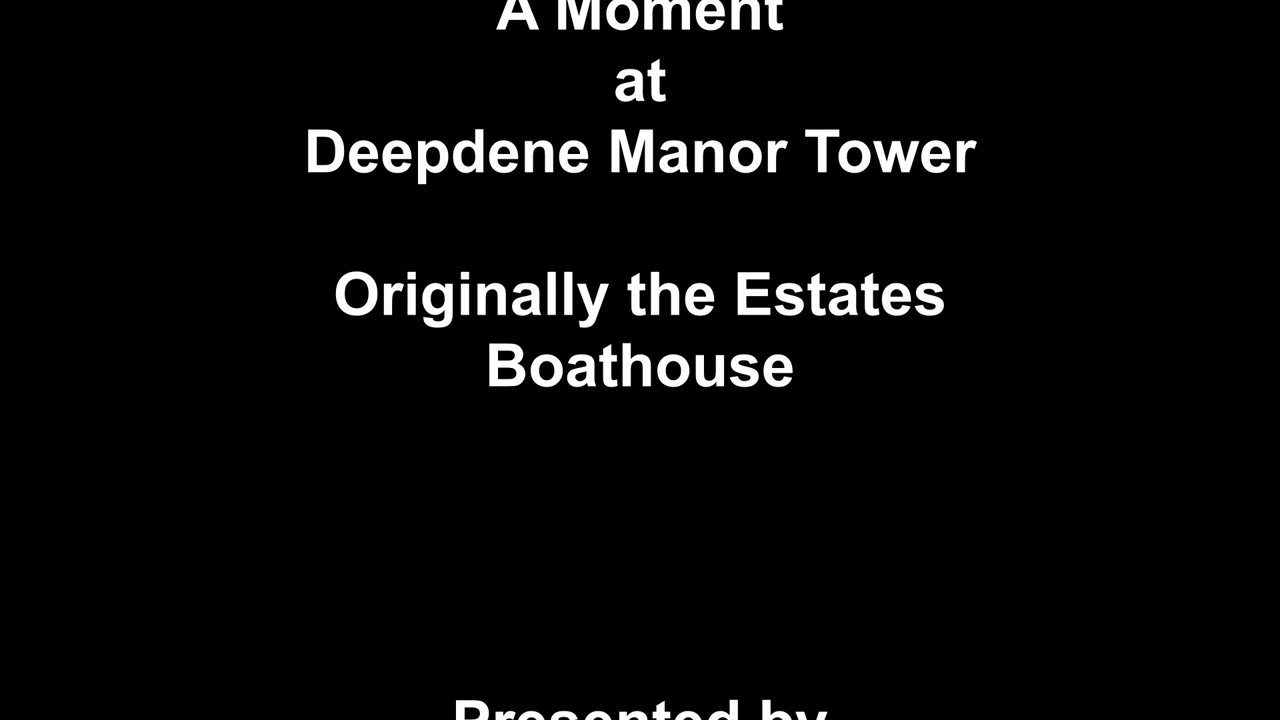 A Moment
at
Deepdene Manor Tower
Originally the Estates
Boathouse
Presented by